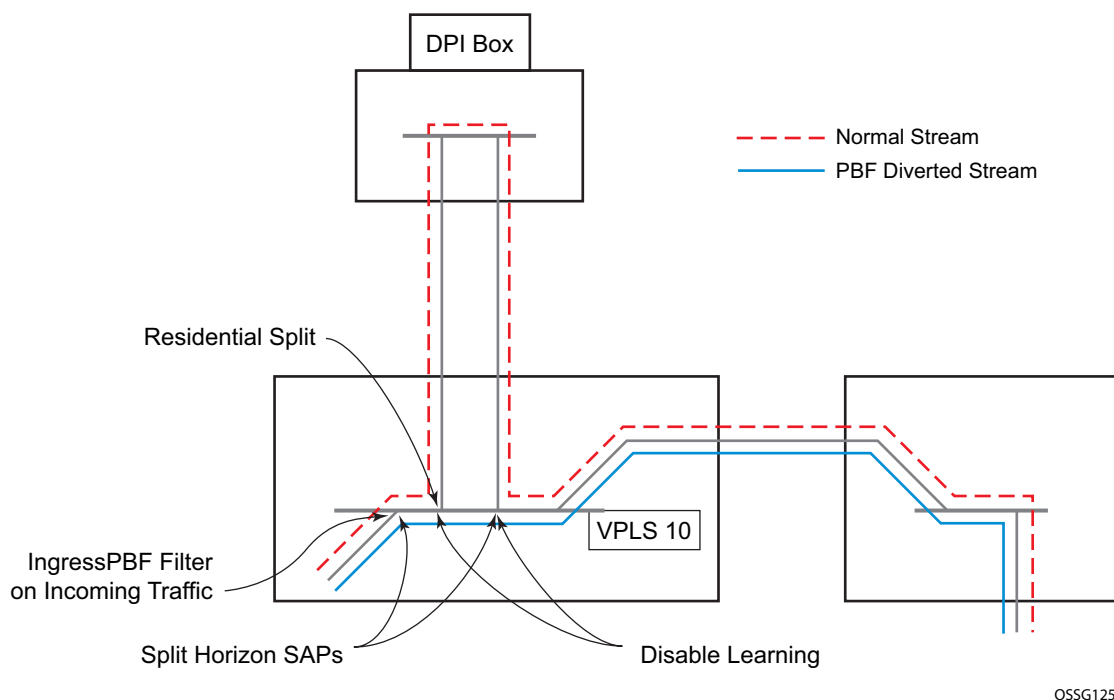 DPI Box
Normal Stream
PBF Diverted Stream
Residential Split
VPLS 10
IngressPBF Filter
on Incoming Traffic
Split Horizon SAPs
Disable Learning
OSSG125